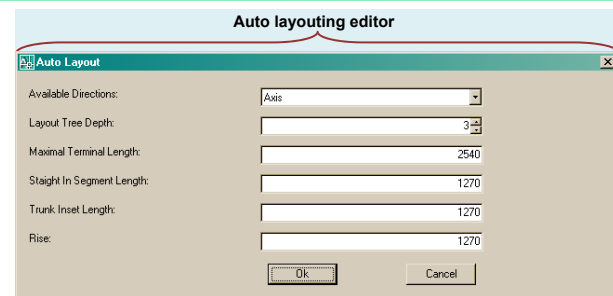 Auto layouting editor
Auto Layout
Available Directions: Axis
Layout Tree Depth: 3
Maximal Terminal Length: 2540
Staight In Segment Length: 1270
Trunk Inset Length: 1270
Rise: 1270
Ok Cancel